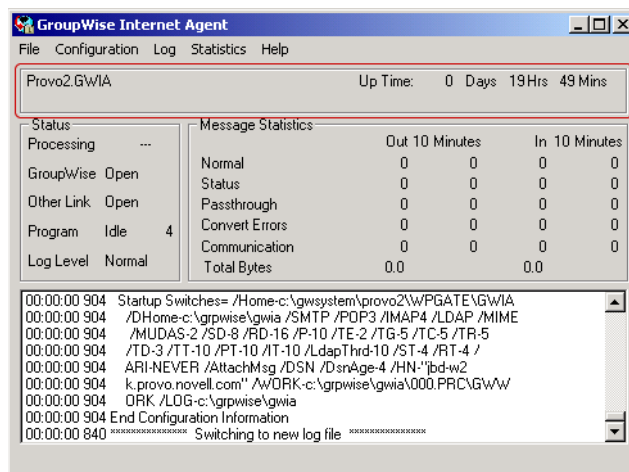 GroupWise Internet Agent
File Configuration Log Statistics Help
Provo2.GWIA Up Time: 0 Days 19 Hrs 49 Mins
Status
Processing ---
GroupWise Open
Other Link Open
Program Idle 4
Log Level Normal
Message Statistics
Out 10 Minutes In 10 Minutes
Normal 0 0 0 0
Status 0 0 0 0
Passthrough 0 0 0 0
Convert Errors 0 0 0 0
Communication 0 0 0 0
Total Bytes 0.0 0.0
00:00:00 904 Startup Switches= /Home-c:\gwsystem\provo2\WPGATE\GWIA
00:00:00 904 /DHome-c:\grpwise\gwia /SMTP /POP3 /IMAP4 /LDAP /MIME
00:00:00 904 /MUDAS-2 /SD-8 /RD-16 /P-10 /TE-2 /TG-5 /TC-5 /TR-5
00:00:00 904 /TD-3 /TT-10 /PT-10 /IT-10 /LdapThrd-10 /ST-4 /RT-4 /
00:00:00 904 ARI-NEVER /AttachMsg /DSN /DsnAge-4 /HN-"jbd-w2
00:00:00 904 k.provo.novell.com" /WORK-c:\grpwise\gwia\000.PRC\GWW
00:00:00 904 ORK /LOG-c:\grpwise\gwia
00:00:00 904 End Configuration Information
00:00:00 840 *************** Switching to new log file ***************